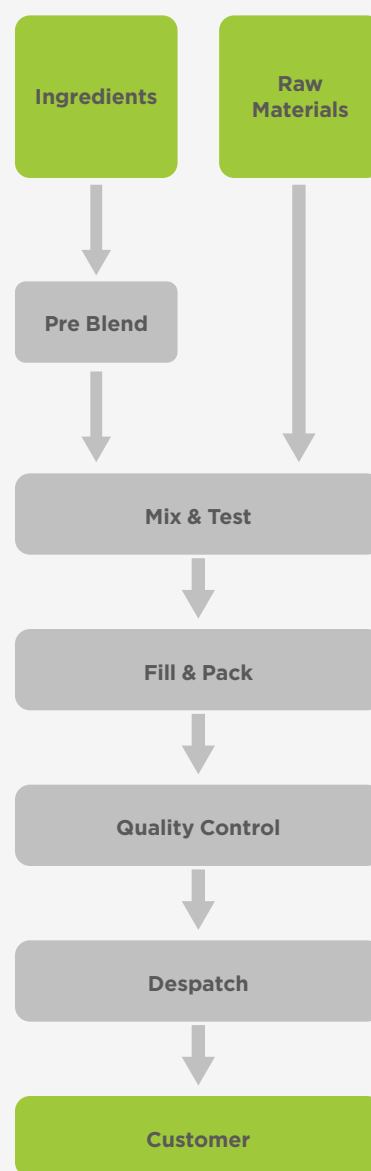 Ingredients
Raw
Materials
Pre Blend
Mix & Test
Fill & Pack
Quality Control
Despatch
Customer